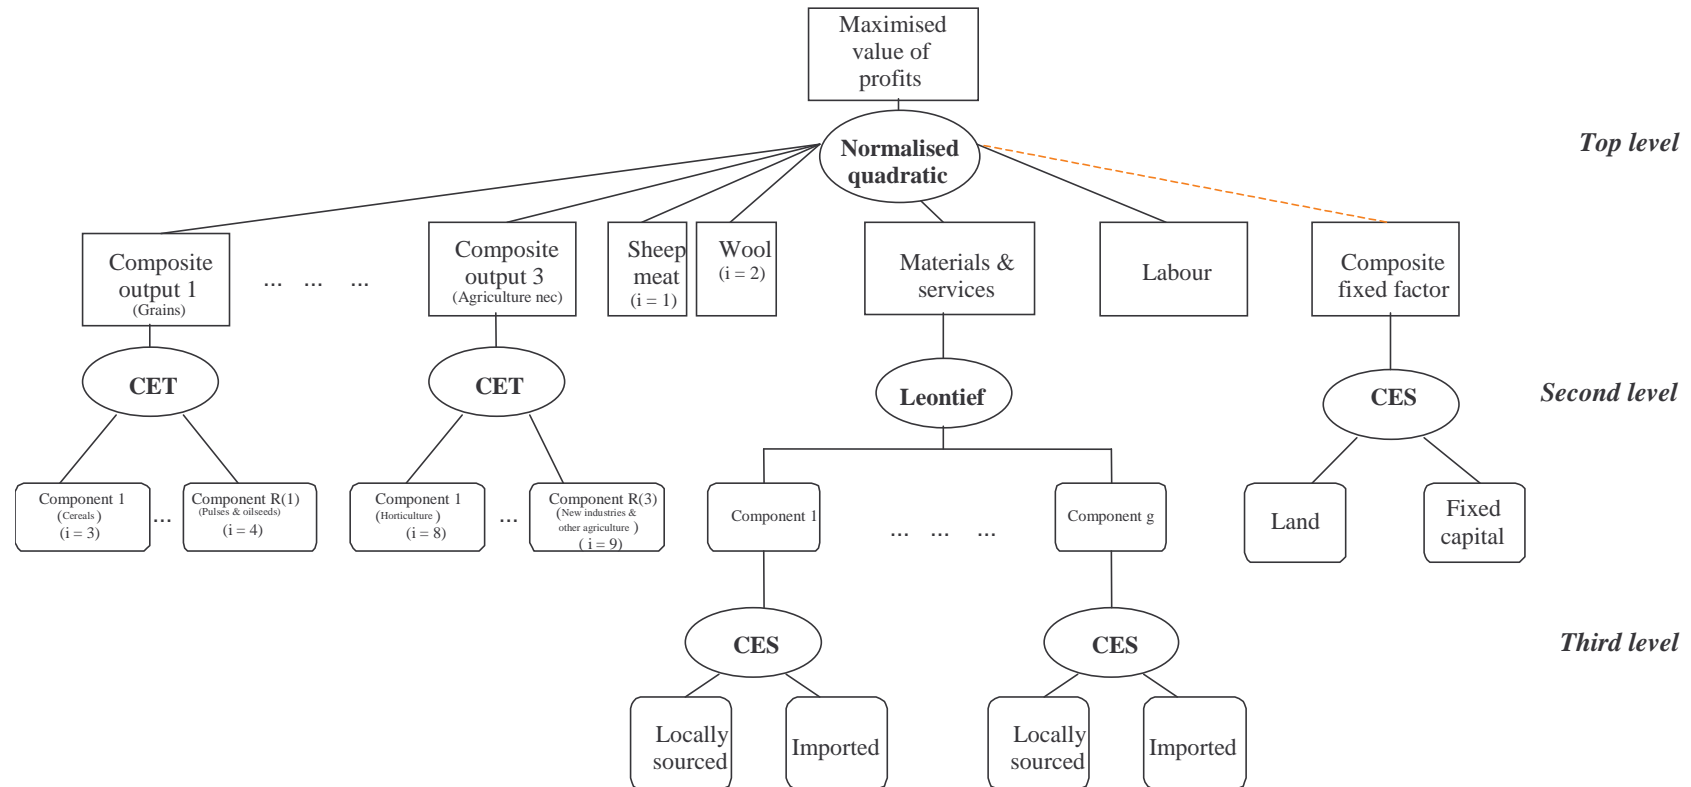 Maximised
value of
profits
Normalised
quadratic
Top level
Composite
output 1
(Grains)
... ... ...
Composite
output 3
(Agriculture nec)
Sheep
meat
(i = 1)
Wool
(i = 2)
Materials &
services
Labour
Composite
fixed factor
CET
CET
Leontief
CES
Second level
Component 1
(Cereals)
(i = 3)
...
Component R(1)
(Pulses & oilseeds)
(i = 4)
Component 1
(Horticulture )
(i = 8)
...
Component R(3)
(New industries &
other agriculture )
( i = 9)
Component 1
... ... ...
Component g
Land
Fixed
capital
CES
CES
Third level
Locally
sourced
Imported
Locally
sourced
Imported